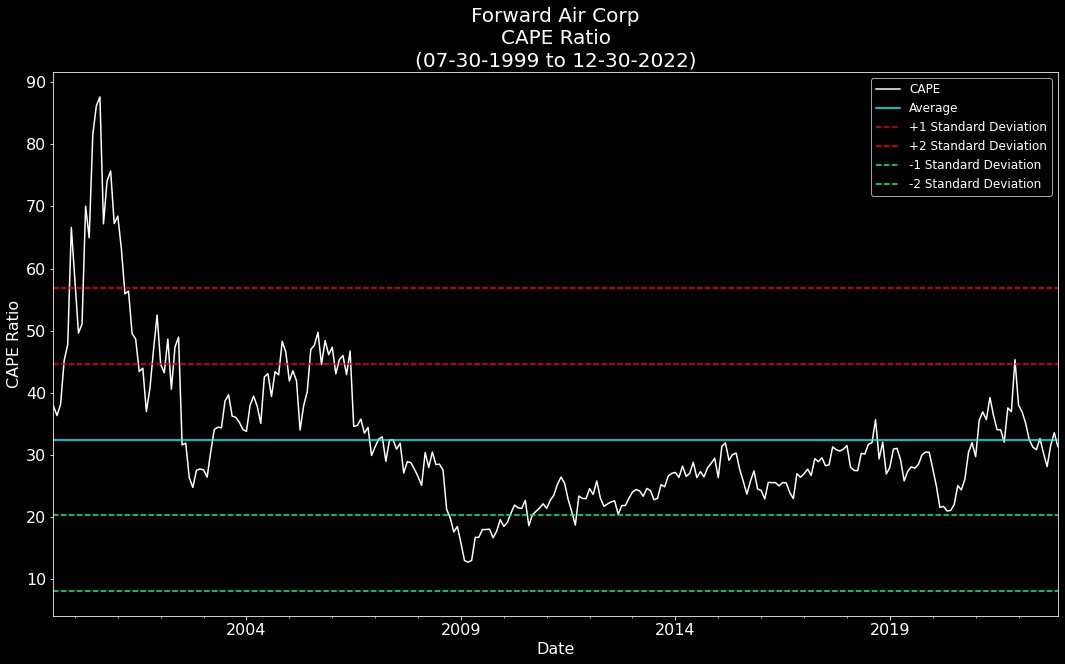 Forward Air Corp
CAPE Ratio
(07-30-1999 to 12-30-2022)
CAPE
Average
+1 Standard Deviation
+2 Standard Deviation
-1 Standard Deviation
-2 Standard Deviation
CAPE Ratio
90
80
70
60
50
40
30
20
10
2004
2009
2014
2019
Date